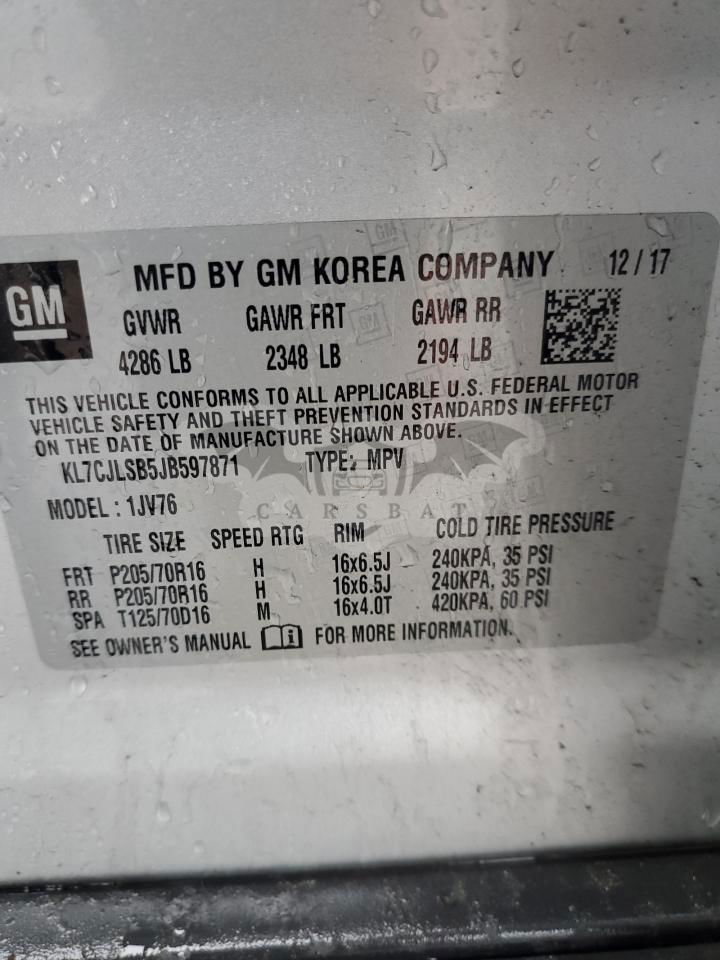 GM
MFD BY GM KOREA COMPANY 12/17
GVWR GAWR FRT GAWR RR
4286 LB 2348 LB 2194 LB
THIS VEHICLE CONFORMS TO ALL APPLICABLE U.S. FEDERAL MOTOR
VEHICLE SAFETY AND THEFT PREVENTION STANDARDS IN EFFECT
ON THE DATE OF MANUFACTURE SHOWN ABOVE.
KL7CJLSB5JB597871 TYPE: MPV
MODEL: 1JV76
CARSBAT
TIRE SIZE SPEED RTG RIM COLD TIRE PRESSURE
FRT P205/70R16 H 16x6.5J 240KPA, 35 PSI
RR P205/70R16 H 16x6.5J 240KPA, 35 PSI
SPA T125/70D16 M 16x4.0T 420KPA, 60 PSI
SEE OWNER'S MANUAL FOR MORE INFORMATION.